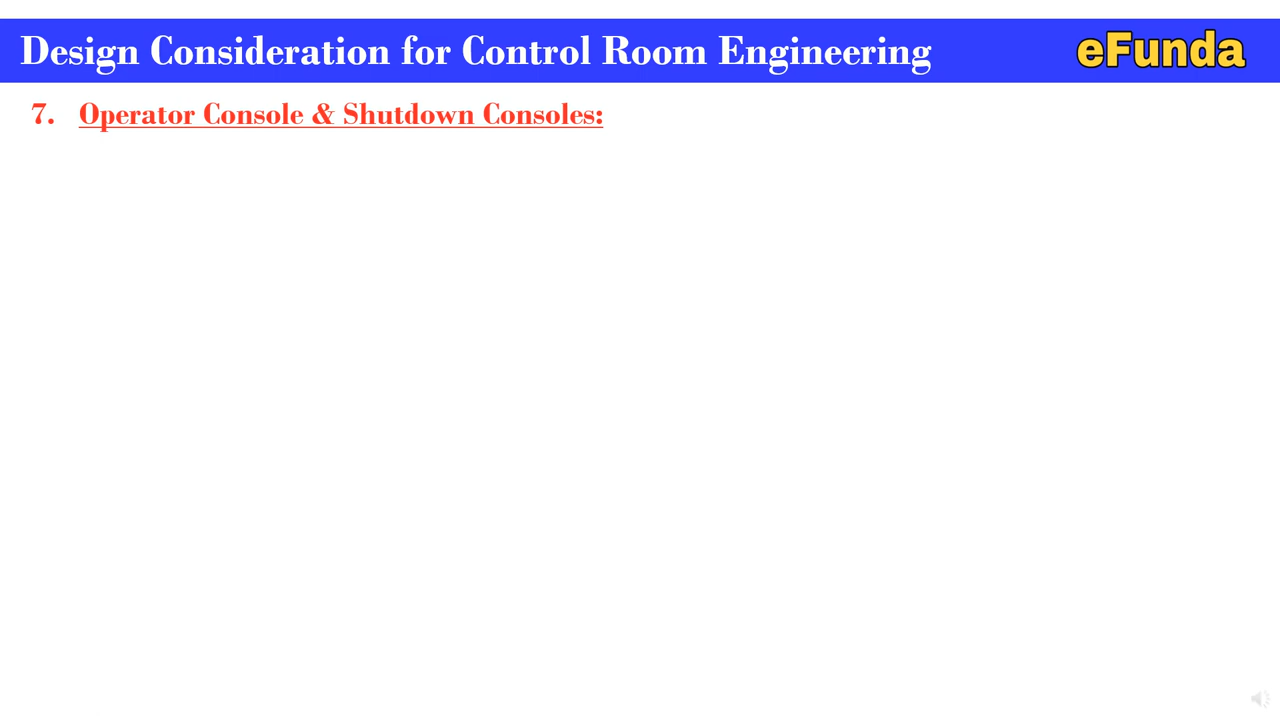 Design Consideration for Control Room Engineering
eFunda
7. Operator Console & Shutdown Consoles: